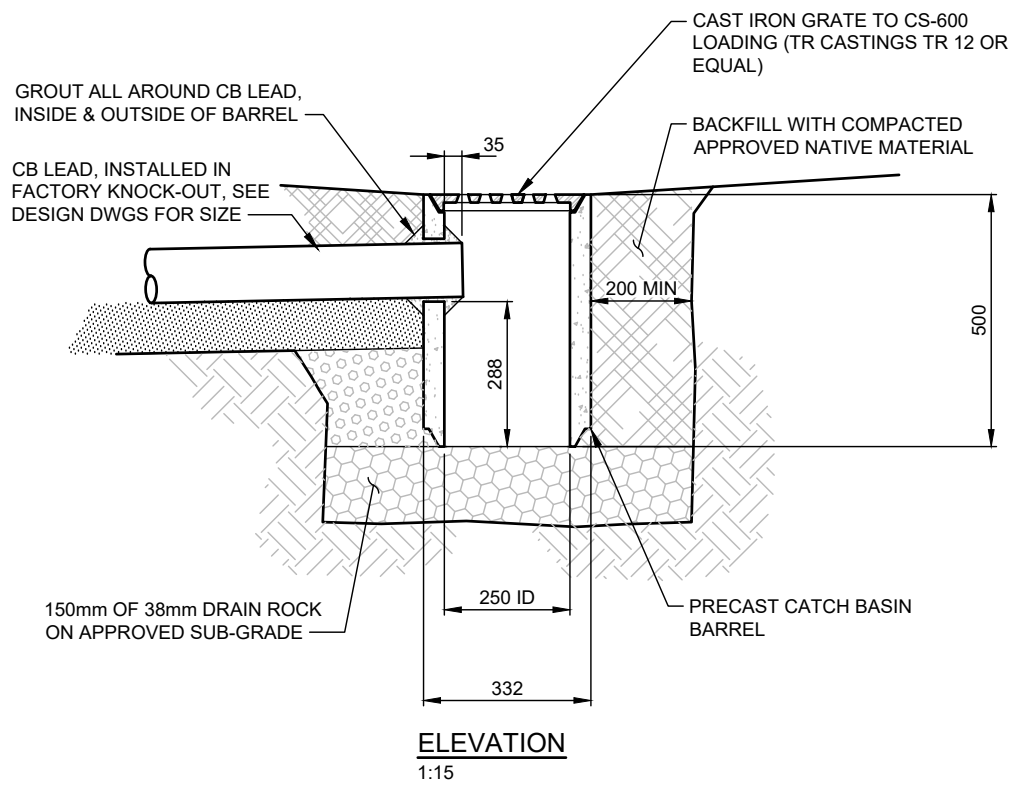 CAST IRON GRATE TO CS-600
LOADING (TR CASTINGS TR 12 OR
EQUAL)
GROUT ALL AROUND CB LEAD,
INSIDE & OUTSIDE OF BARREL
BACKFILL WITH COMPACTED
APPROVED NATIVE MATERIAL
35
CB LEAD, INSTALLED IN
FACTORY KNOCK-OUT, SEE
DESIGN DWGS FOR SIZE
200 MIN
500
288
150mm OF 38mm DRAIN ROCK
ON APPROVED SUB-GRADE
250 ID
PRECAST CATCH BASIN
BARREL
332
ELEVATION
1:15